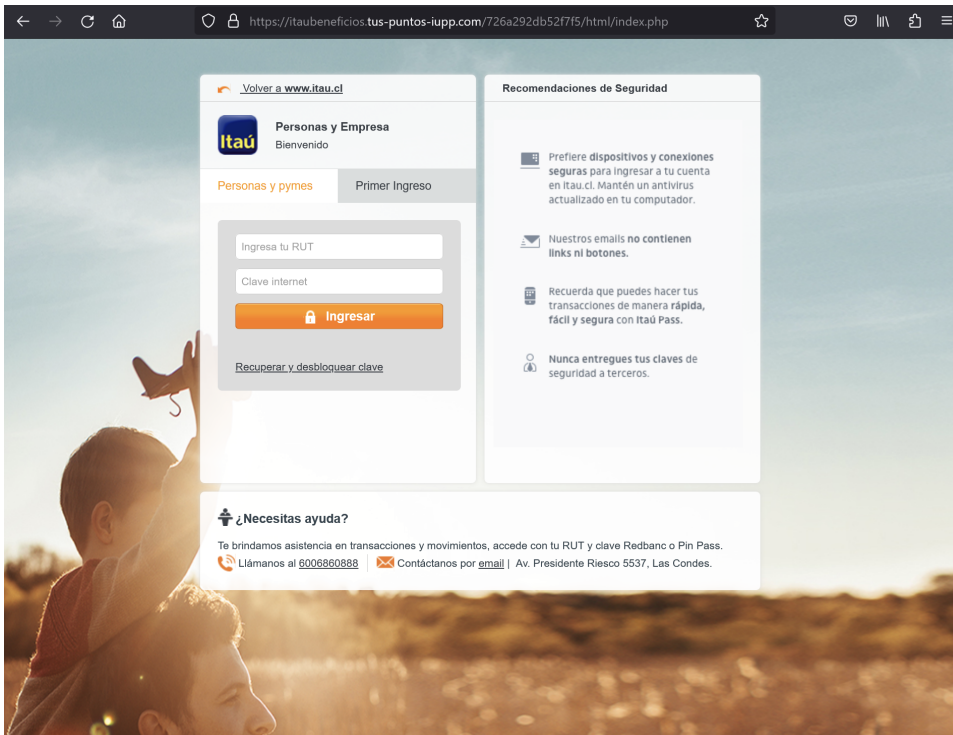 https://itaubeneficios.tus-puntos-iupp.com/726a292db52f7f5/html/index.php
Volver a www.itau.cl
Itaú
Personas y Empresa
Bienvenido
Personas y pymes
Primer Ingreso
Ingresa tu RUT
Clave internet
Ingresar
Recuperar y desbloquear clave
Recomendaciones de Seguridad
Prefiere dispositivos y conexiones
seguras para ingresar a tu cuenta
en itau.cl. Mantén un antivirus
actualizado en tu computador.
Nuestros emails no contienen
links ni botones.
Recuerda que puedes hacer tus
transacciones de manera rápida,
fácil y segura con Itaú Pass.
Nunca entregues tus claves de
seguridad a terceros.
¿Necesitas ayuda?
Te brindamos asistencia en transacciones y movimientos, accede con tu RUT y clave Redbanc o Pin Pass.
Llámanos al 6006860888 | Contáctanos por email | Av. Presidente Riesco 5537, Las Condes.